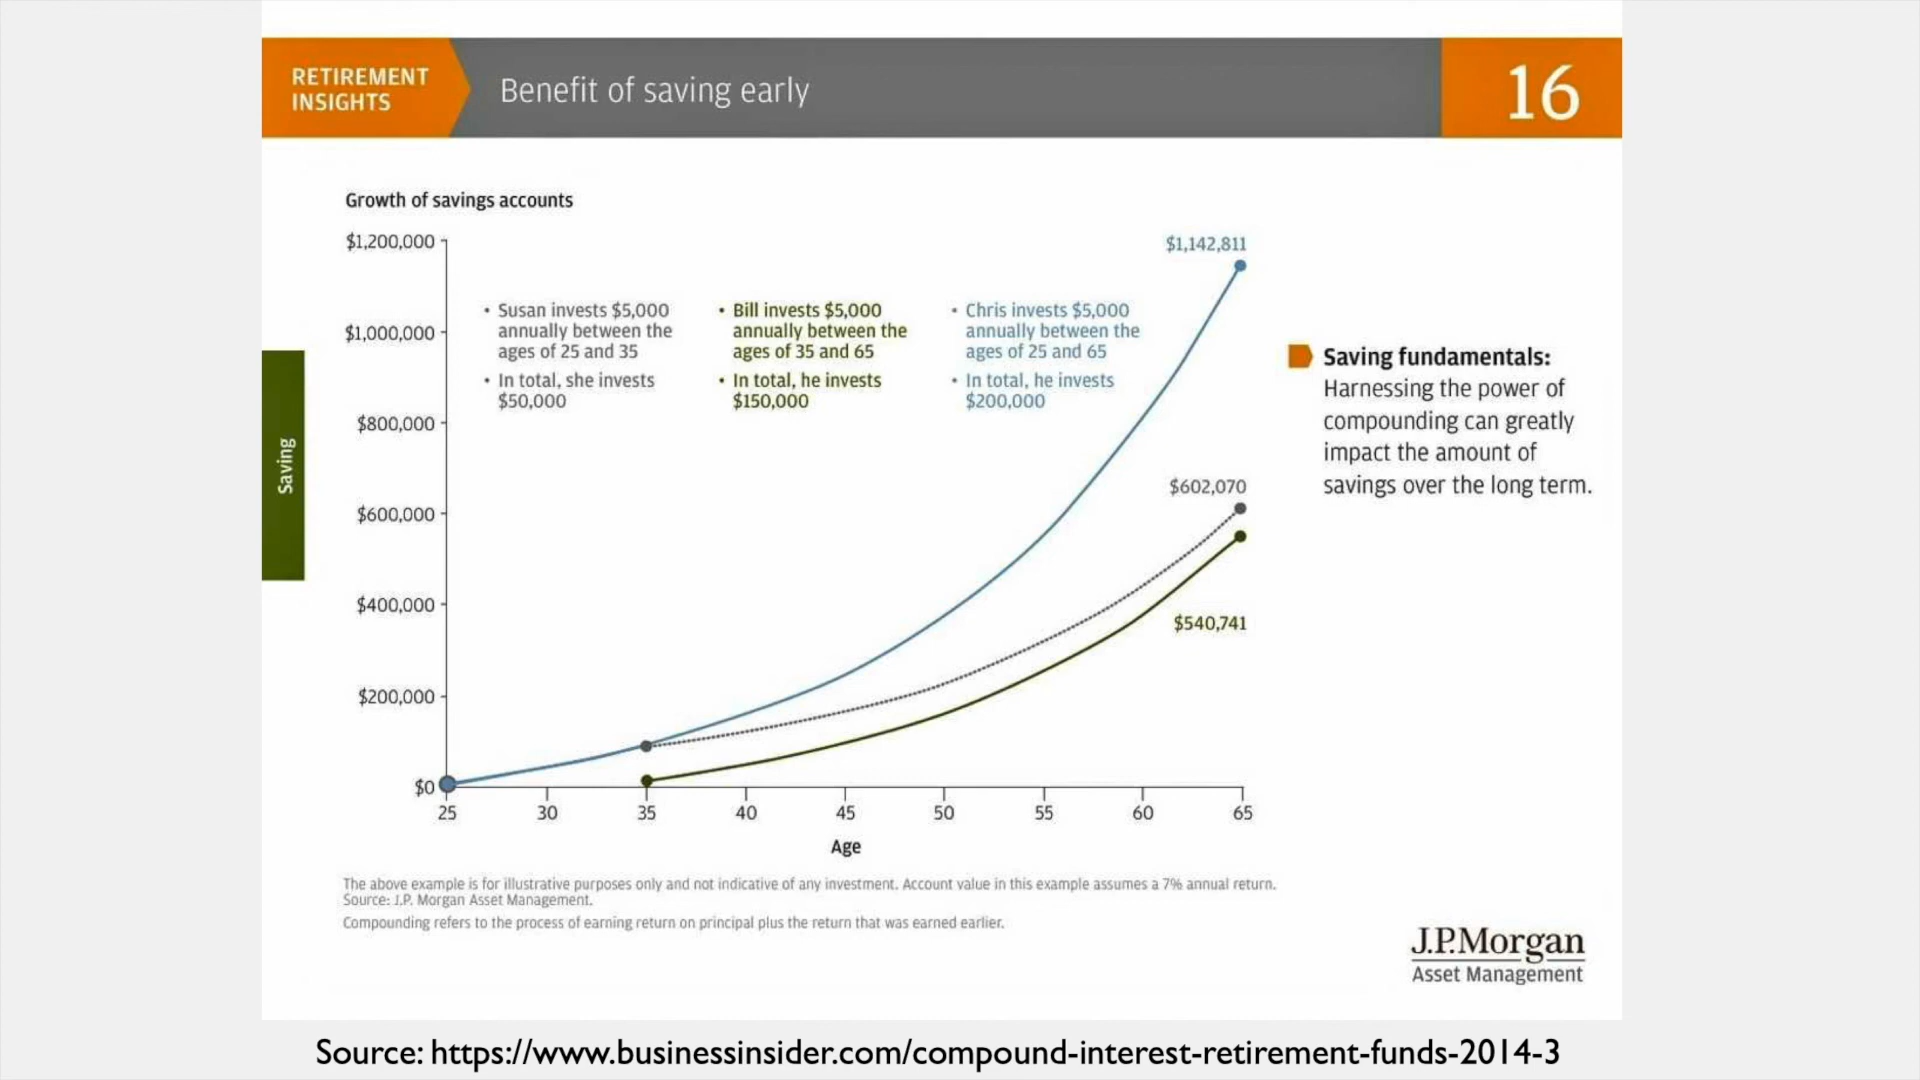 RETIREMENT
INSIGHTS
Benefit of saving early
16
Growth of savings accounts
$1,200,000
$1,000,000
$800,000
$600,000
$400,000
$200,000
$0
• Susan invests $5,000
annually between the
ages of 25 and 35
• In total, she invests
$50,000
• Bill invests $5,000
annually between the
ages of 35 and 65
• In total, he invests
$150,000
• Chris invests $5,000
annually between the
ages of 25 and 65
• In total, he invests
$200,000
$1,142,811
$602,070
$540,741
Saving fundamentals:
Harnessing the power of
compounding can greatly
impact the amount of
savings over the long term.
Saving
25 30 35 40 45 50 55 60 65
Age
The above example is for illustrative purposes only and not indicative of any investment. Account value in this example assumes a 7% annual return.
Source: J.P. Morgan Asset Management.
Compounding refers to the process of earning return on principal plus the return that was earned earlier.
J.P.Morgan
Asset Management
Source: https://www.businessinsider.com/compound-interest-retirement-funds-2014-3